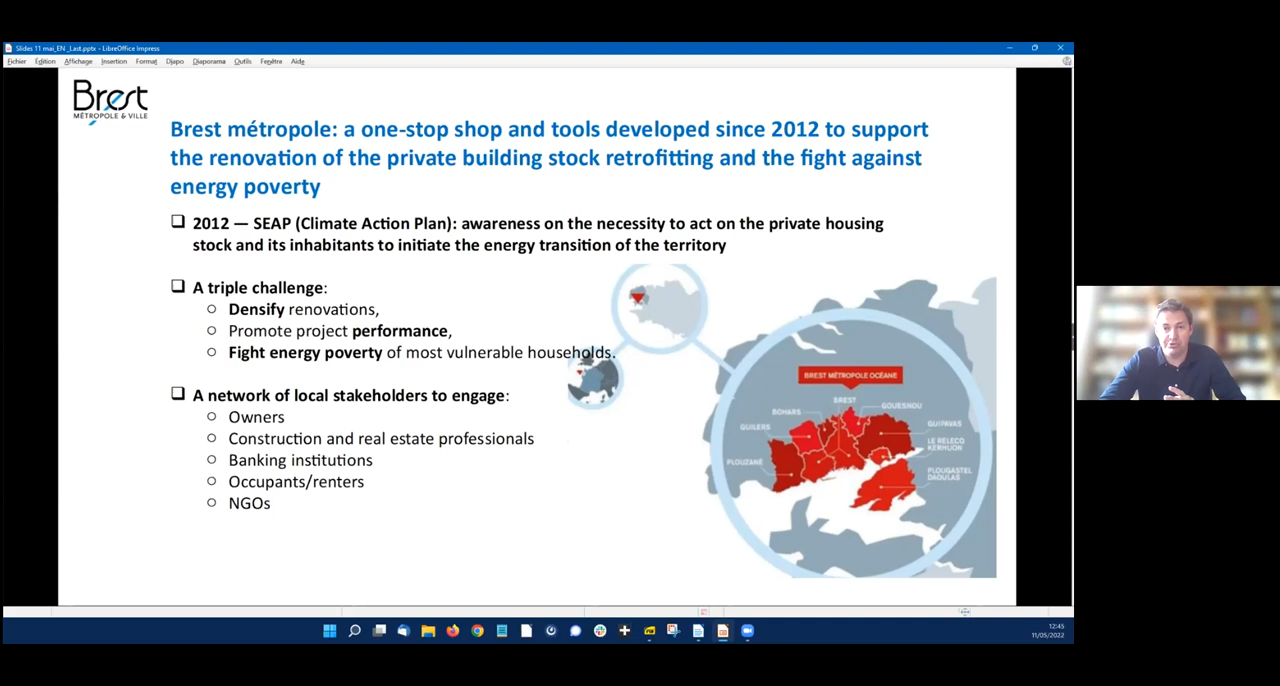 Slides 11 mai_EN _Last.pptx - LibreOffice Impress
Fichier Édition Affichage Insertion Format Diapo Diaporama Outils Fenêtre Aide
Brest
MÉTROPOLE & VILLE
Brest métropole: a one-stop shop and tools developed since 2012 to support
the renovation of the private building stock retrofitting and the fight against
energy poverty
2012 — SEAP (Climate Action Plan): awareness on the necessity to act on the private housing
stock and its inhabitants to initiate the energy transition of the territory
A triple challenge:
Densify renovations,
Promote project performance,
Fight energy poverty of most vulnerable households.
A network of local stakeholders to engage:
Owners
Construction and real estate professionals
Banking institutions
Occupants/renters
NGOs
BREST MÉTROPOLE OCÉANE
BREST
BOHARS
GOUESNOU
GUILERS
GUIPAVAS
LE RELECQ
KERHUON
PLOUZANÉ
PLOUGASTEL
DAOULAS
12:45
11/05/2022